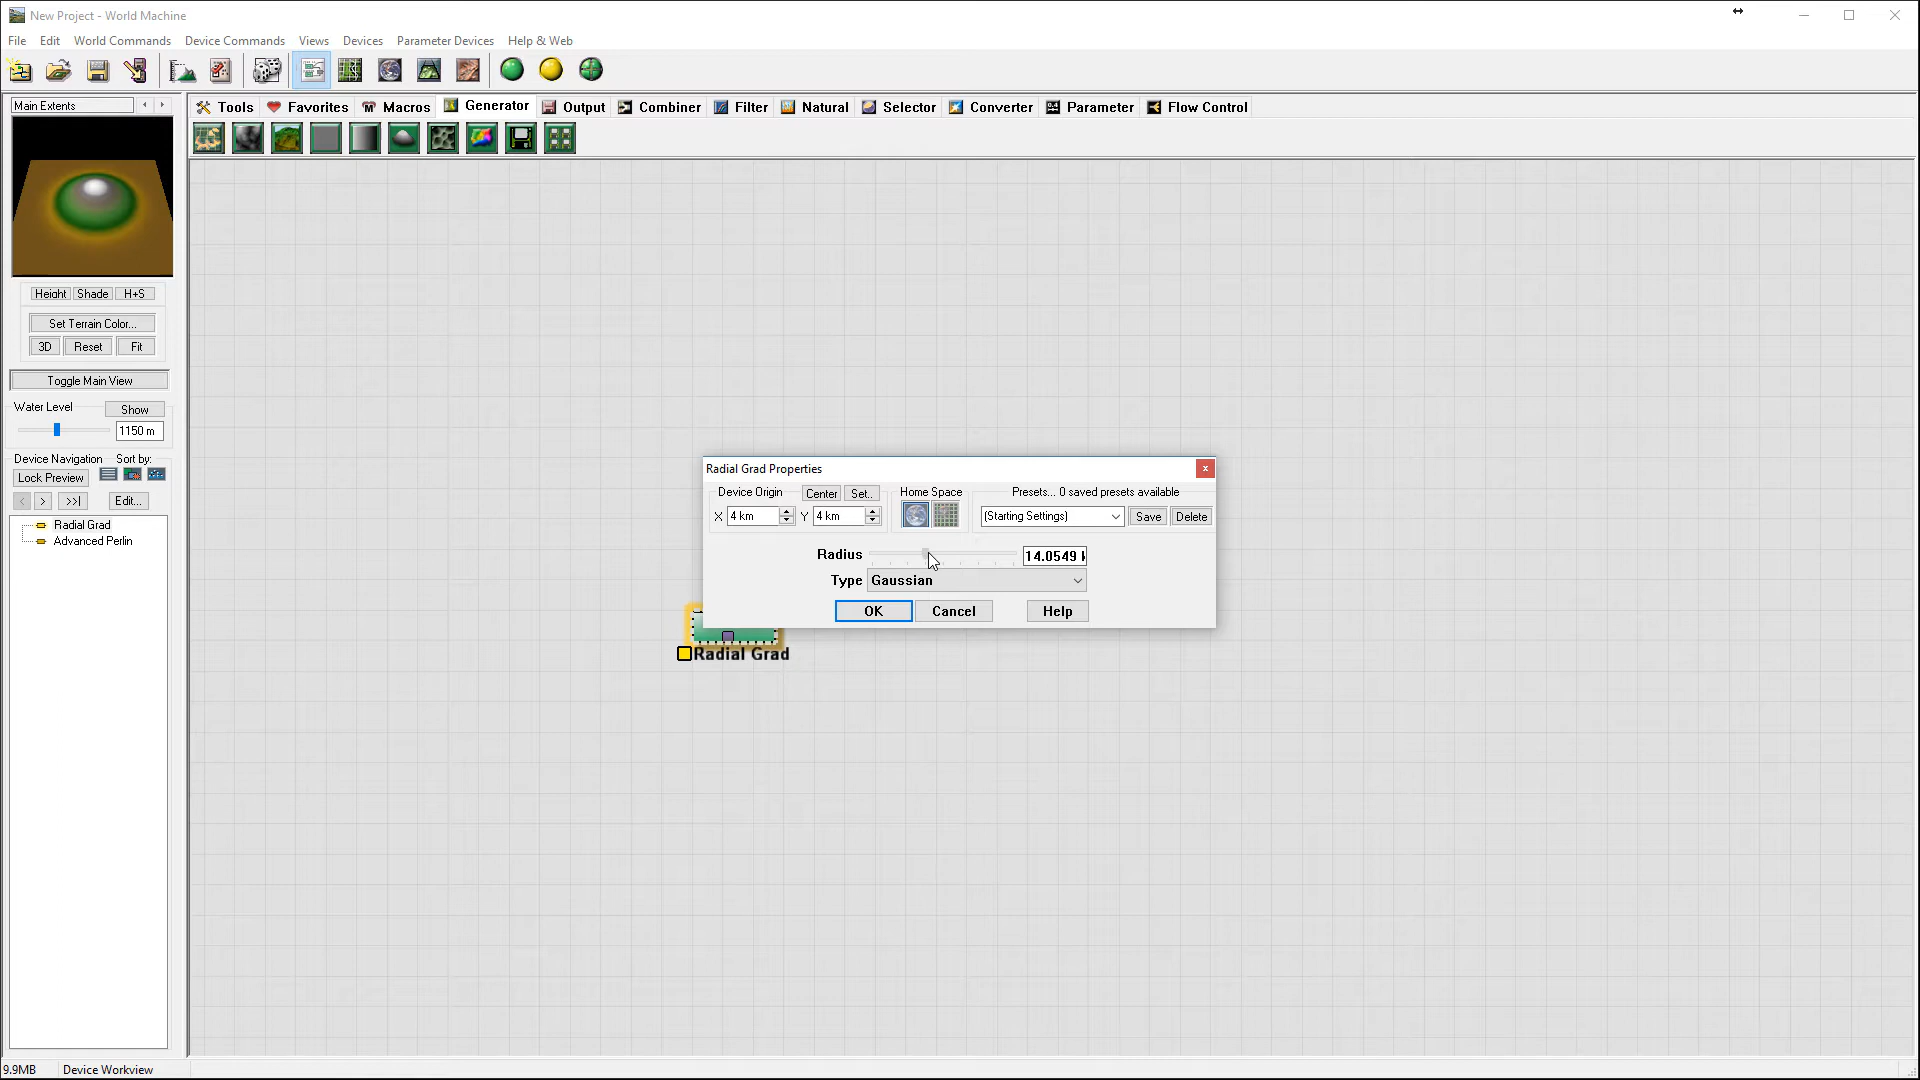 New Project - World Machine
File Edit World Commands Device Commands Views Devices Parameter Devices Help & Web
Main Extents
Tools Favorites Macros Generator Output Combiner Filter Natural Selector Converter Parameter Flow Control
Height Shade H+S
Set Terrain Color...
3D Reset Fit
Toggle Main View
Water Level Show
1150 m
Device Navigation Sort by:
Lock Preview
< > >>| Edit...
Radial Grad
Advanced Perlin
Radial Grad Properties
Device Origin Center Set.. Home Space Presets... 0 saved presets available
X 4 km Y 4 km (Starting Settings) Save Delete
Radius 14.0549
Type Gaussian
OK Cancel Help
Radial Grad
9.9MB Device Workview